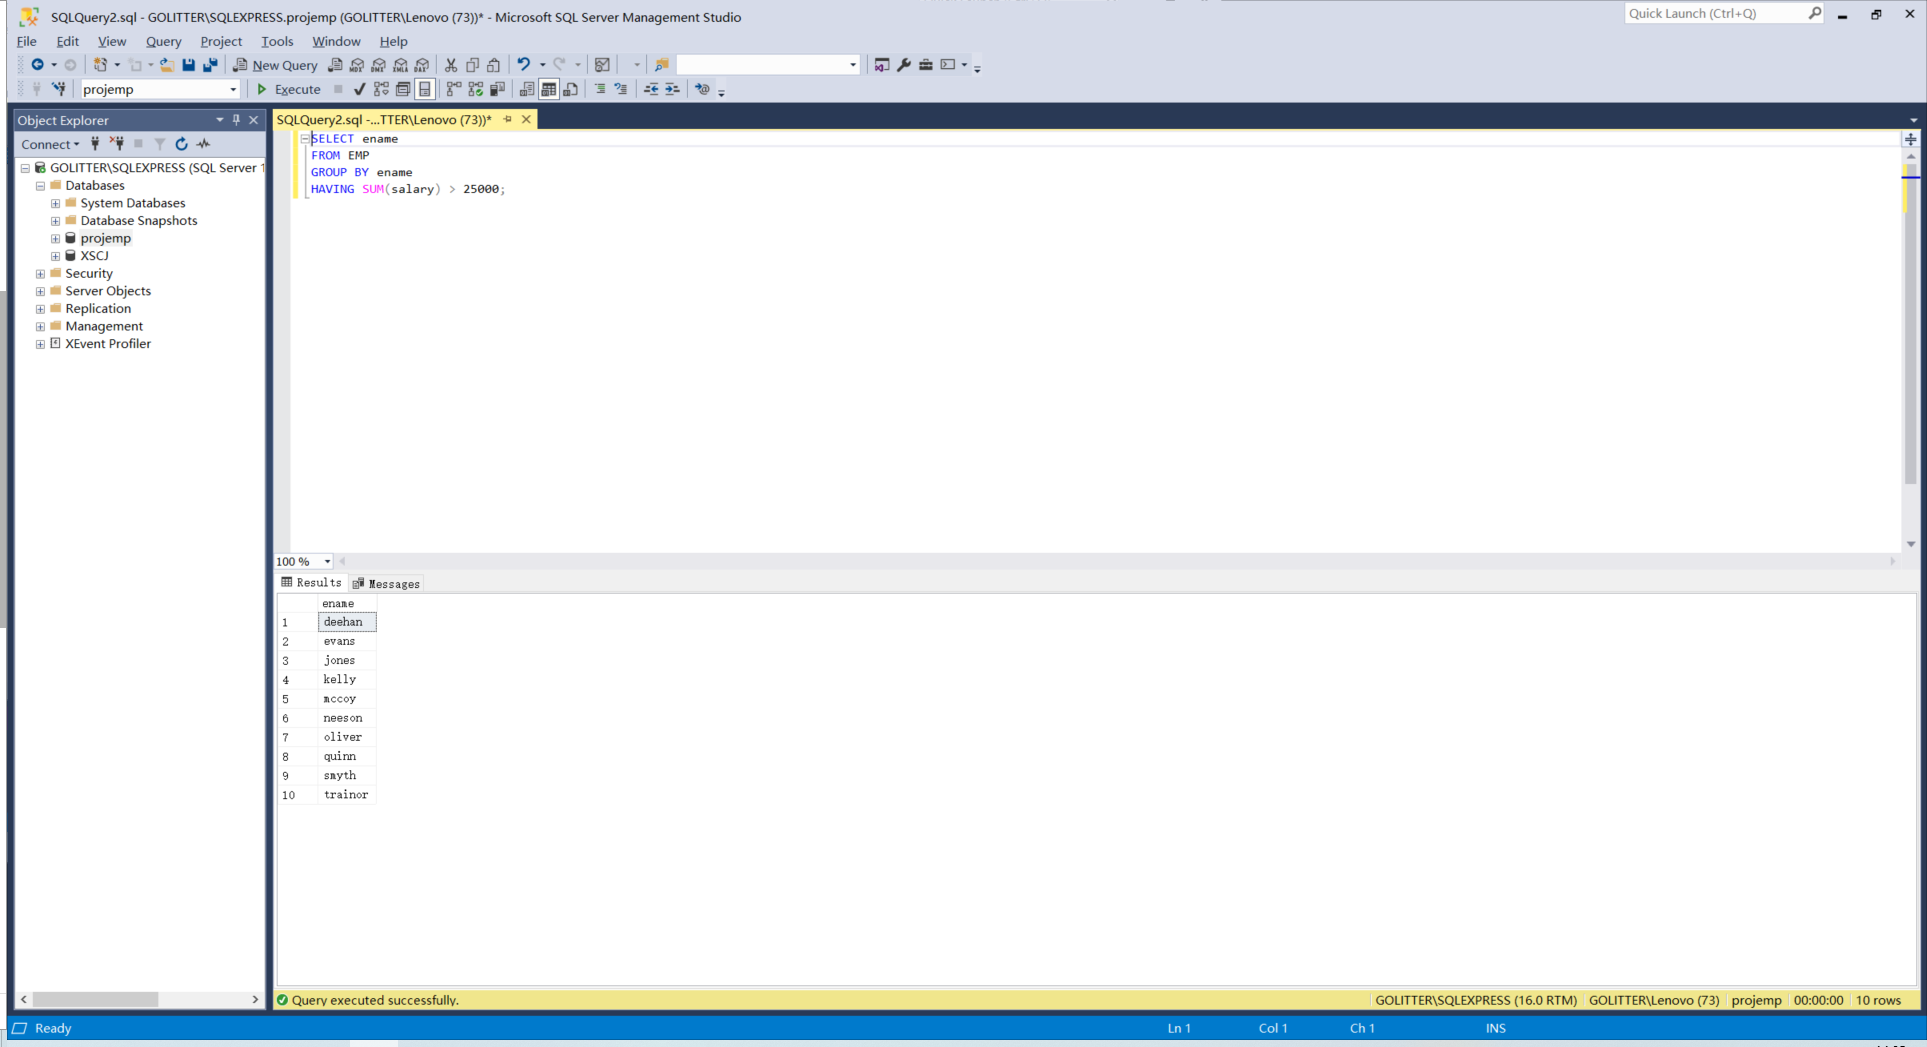 SQLQuery2.sql - GOLITTER\SQLEXPRESS.projemp (GOLITTER\Lenovo (73))* - Microsoft SQL Server Management Studio
Quick Launch (Ctrl+Q)
File Edit View Query Project Tools Window Help
New Query MDX DMX XMLA DAX
projemp Execute
Object Explorer
SQLQuery2.sql -...TTER\Lenovo (73))*
Connect
GOLITTER\SQLEXPRESS (SQL Server 1
Databases
System Databases
Database Snapshots
projemp
XSCJ
Security
Server Objects
Replication
Management
XEvent Profiler
SELECT ename
FROM EMP
GROUP BY ename
HAVING SUM(salary) > 25000;
100 %
Results Messages
ename
1 deehan
2 evans
3 jones
4 kelly
5 mccoy
6 neeson
7 oliver
8 quinn
9 smyth
10 trainor
Query executed successfully.
GOLITTER\SQLEXPRESS (16.0 RTM) GOLITTER\Lenovo (73) projemp 00:00:00 10 rows
Ready Ln 1 Col 1 Ch 1 INS